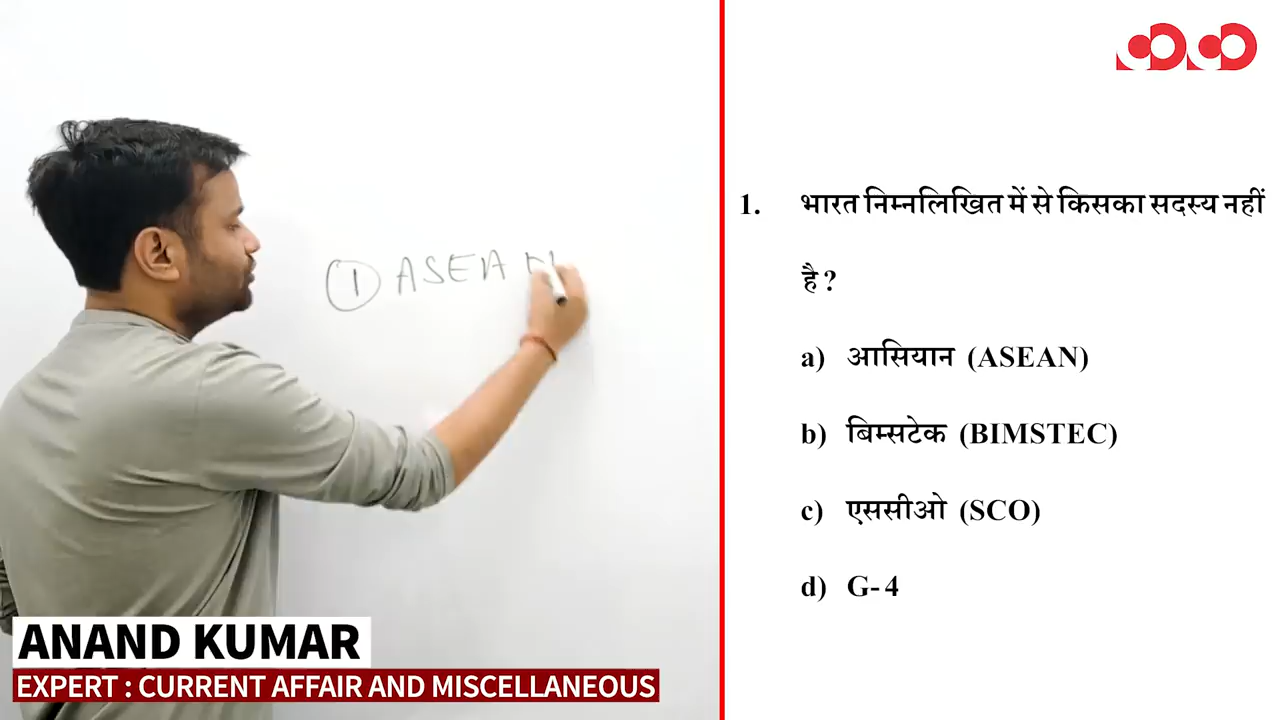 ① ASEAN
1. भारत निम्नलिखित में से किसका सदस्य नहीं
है ?
a) आसियान (ASEAN)
b) बिम्सटेक (BIMSTEC)
c) एससीओ (SCO)
d) G-4
ANAND KUMAR
EXPERT : CURRENT AFFAIR AND MISCELLANEOUS